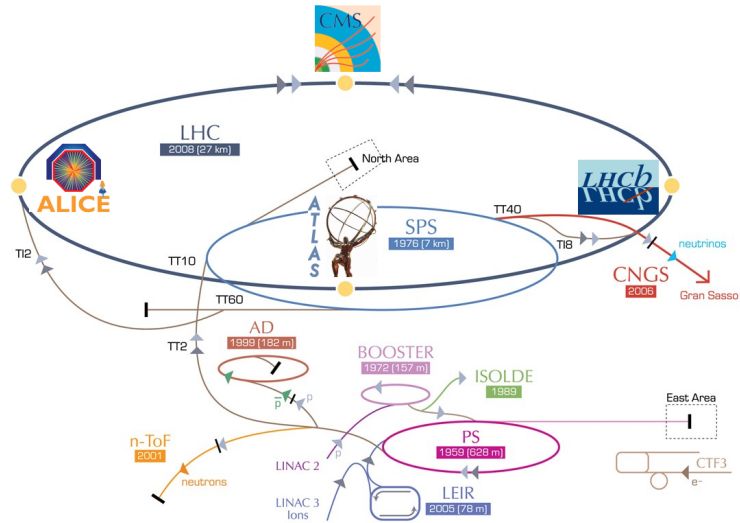 CMS
LHC
2008 (27 km)
North Area
ALICE
ATLAS
LHCb
LHCb
TT40
SPS
1976 (7 km)
TI2
TT10
TI8
neutrinos
CNGS
2006
Gran Sasso
TT60
AD
1999 (182 m)
TT2
BOOSTER
1972 (157 m)
ISOLDE
1989
East Area
p̅
p
n-ToF
2001
PS
1959 (628 m)
LINAC 2
p
neutrons
LINAC 3
Ions
LEIR
2005 (78 m)
CTF3
e-